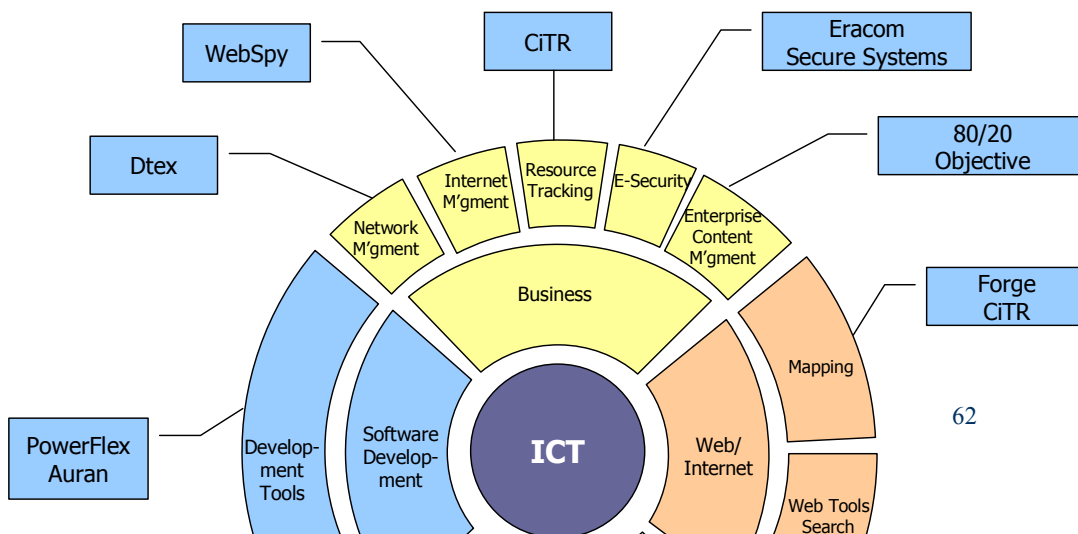 WebSpy
CiTR
Eracom
Secure Systems
Dtex
80/20
Objective
Network
M'gment
Internet
M'gment
Resource
Tracking
E-Security
Enterprise
Content
M'gment
Business
Forge
CiTR
Mapping
62
PowerFlex
Auran
Develop-
ment
Tools
Software
Develop-
ment
ICT
Web/
Internet
Web Tools
Search